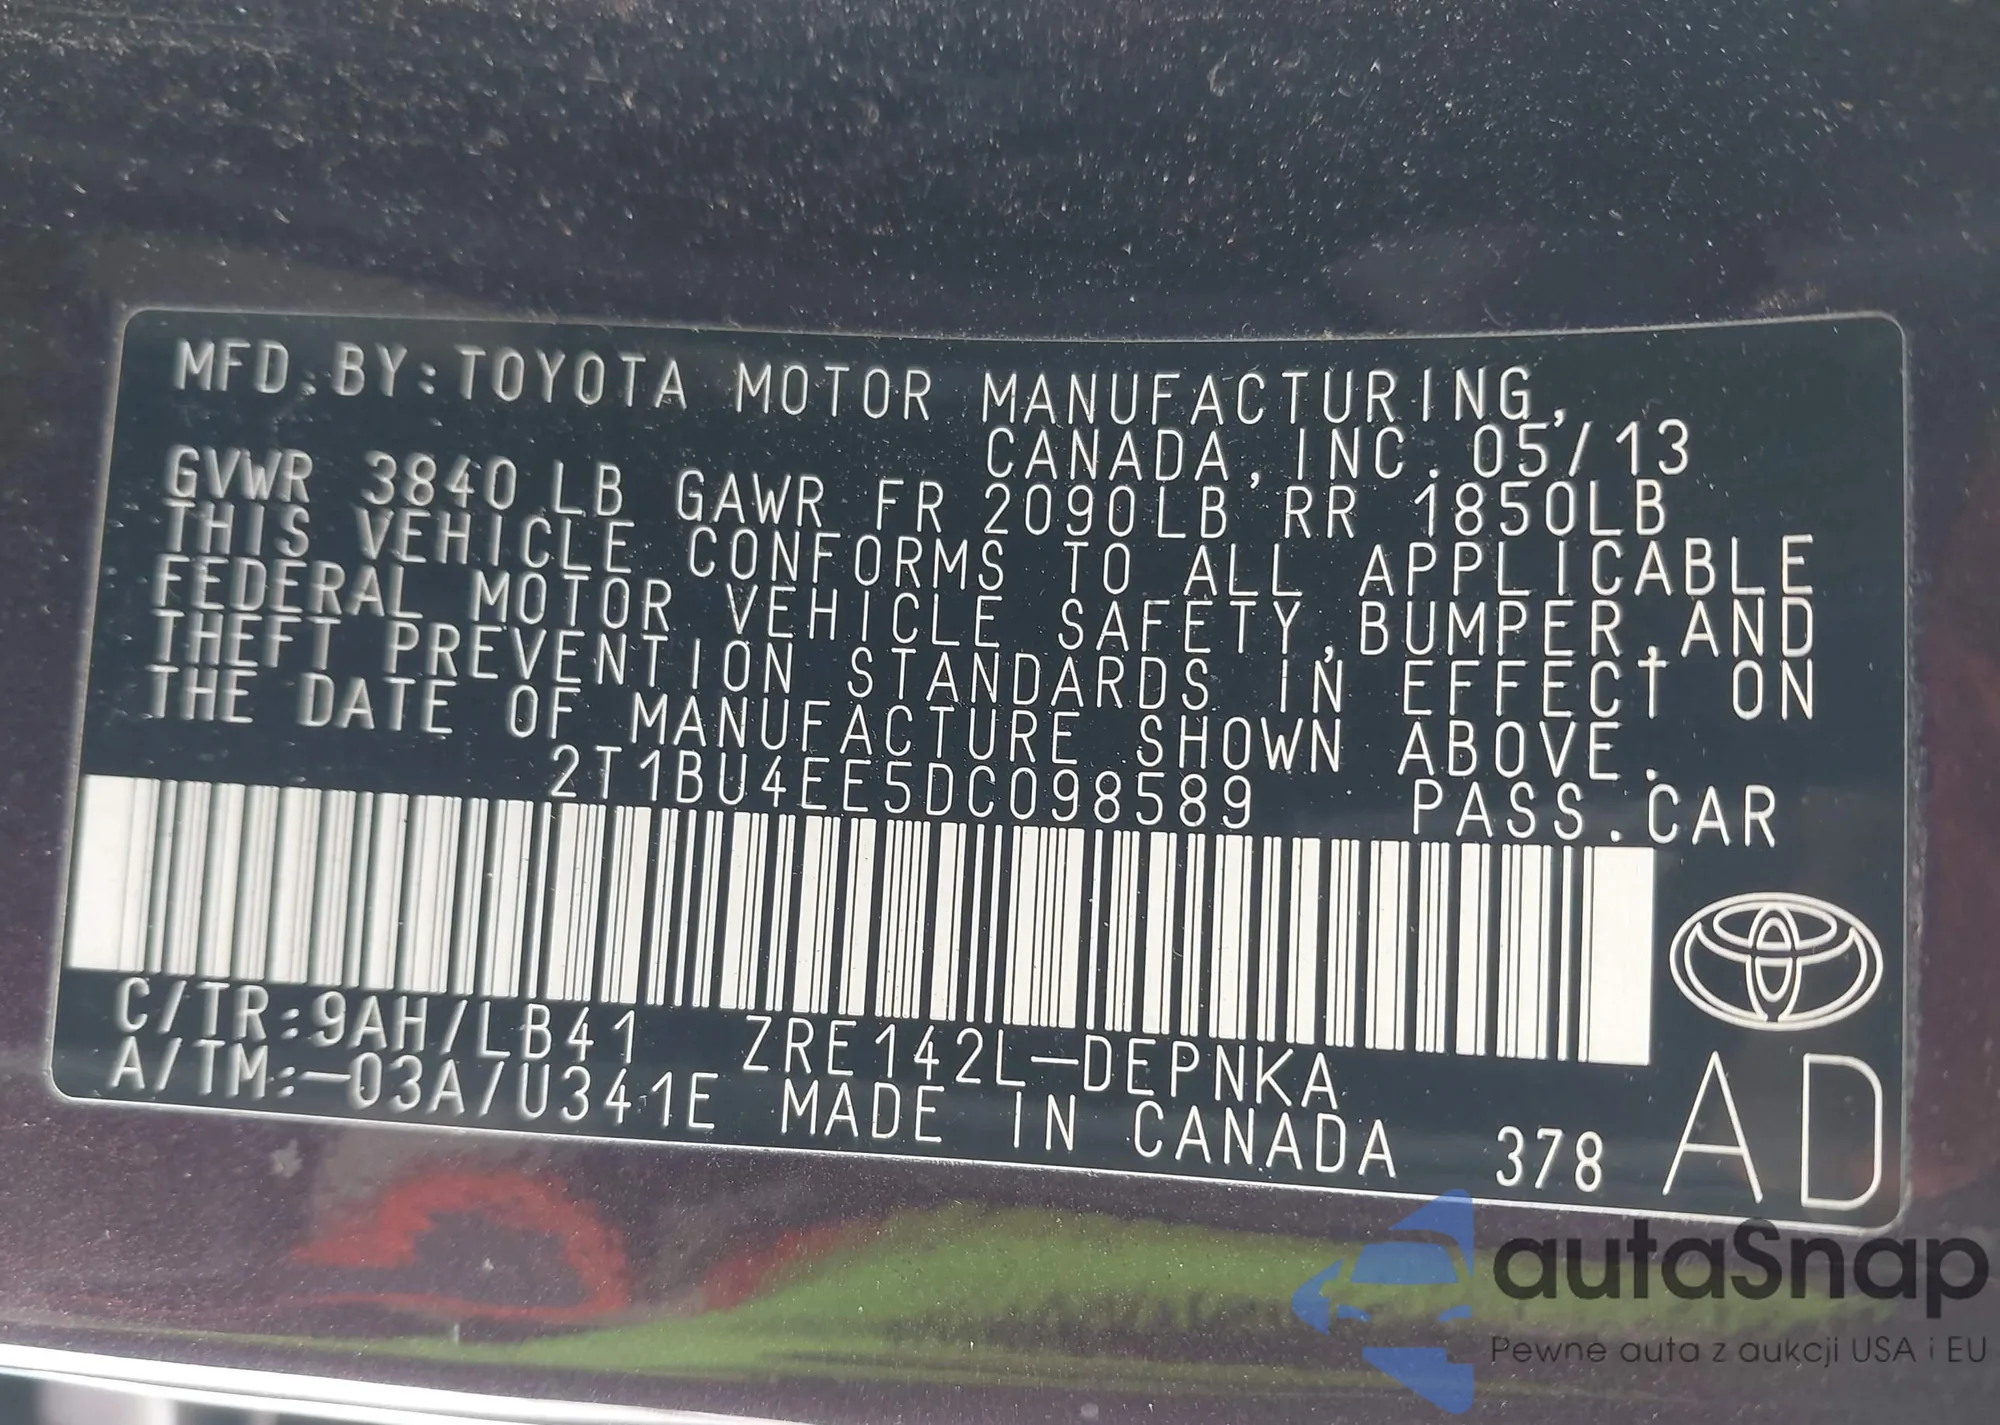 MFD.BY:TOYOTA MOTOR MANUFACTURING,
CANADA,INC. 05/13
GVWR 3840LB GAWR FR 2090LB RR 1850LB
THIS VEHICLE CONFORMS TO ALL APPLICABLE
FEDERAL MOTOR VEHICLE SAFETY,BUMPER,AND
THEFT PREVENTION STANDARDS IN EFFECT ON
THE DATE OF MANUFACTURE SHOWN ABOVE.
2T1BU4EE5DC098589 PASS.CAR
C/TR:9AH/LB41 ZRE142L-DEPNKA
A/TM:-03A/U341E MADE IN CANADA 378 AD
autaSnap
Pewne auta z aukcji USA i EU